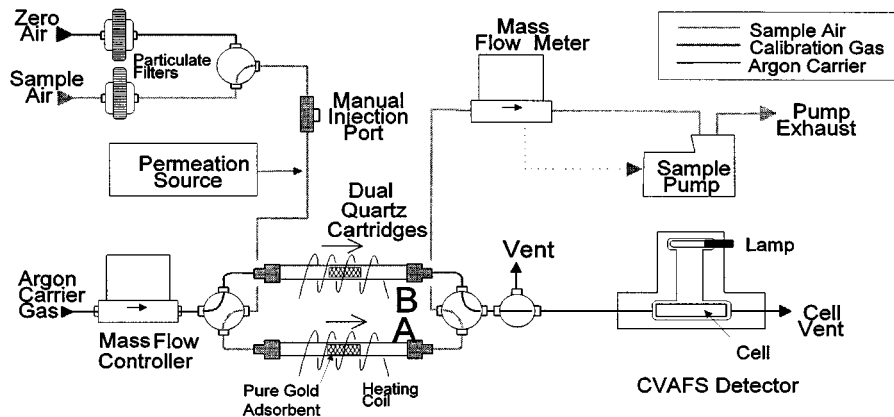 Zero
Air
Particulate
Filters
Sample
Air
Manual
Injection
Port
Permeation
Source
Mass
Flow Meter
Sample Air
Calibration Gas
Argon Carrier
Pump
Exhaust
Sample
Pump
Dual
Quartz
Cartridges
Vent
Lamp
Argon
Carrier
Gas
B
A
Mass Flow
Controller
Pure Gold
Adsorbent
Heating
Coil
Cell
Cell
Vent
CVAFS Detector